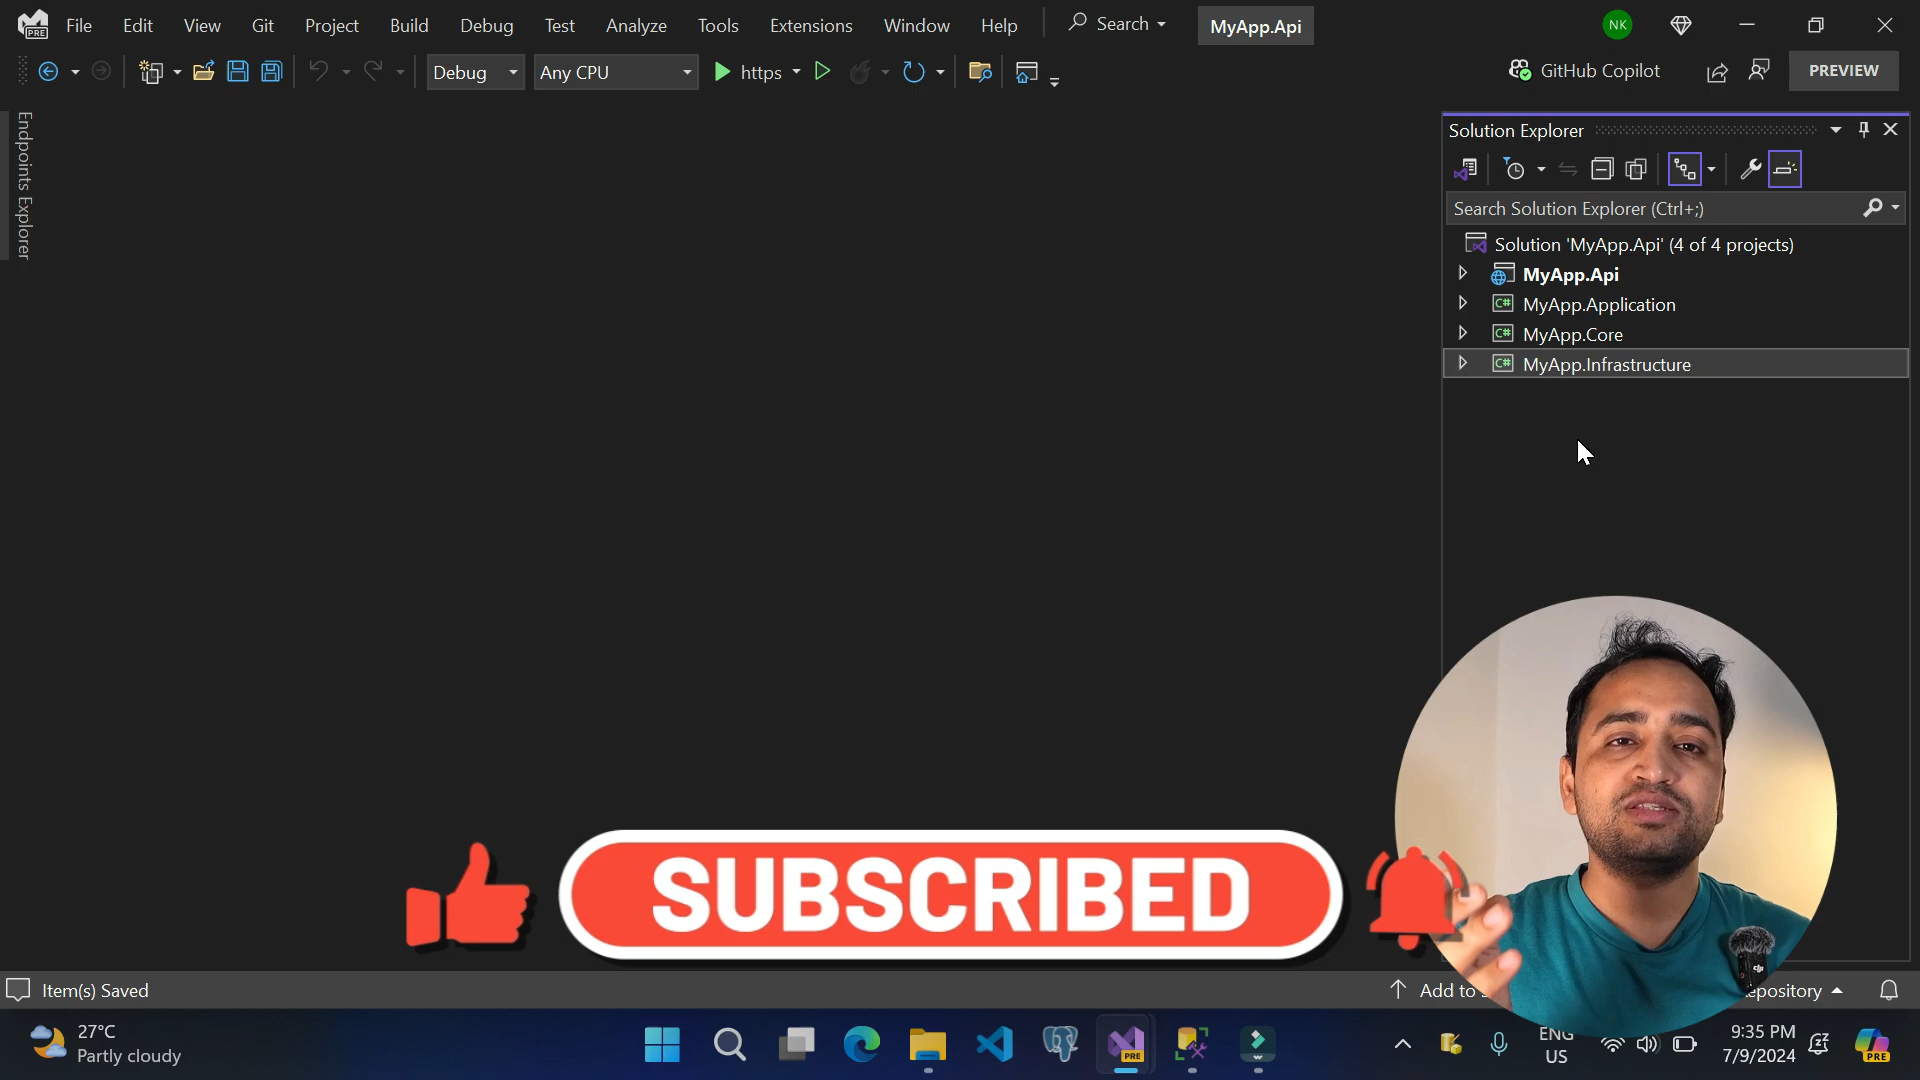 File Edit View Git Project Build Debug Test Analyze Tools Extensions Window Help Search MyApp.Api NK
Debug Any CPU https GitHub Copilot PREVIEW
Endpoints Explorer
Solution Explorer
Search Solution Explorer (Ctrl+;)
Solution 'MyApp.Api' (4 of 4 projects)
MyApp.Api
C# MyApp.Application
C# MyApp.Core
C# MyApp.Infrastructure
SUBSCRIBED
dji
Item(s) Saved Add to
27°C
Partly cloudy
PRE
ENG
US
9:35 PM
7/9/2024
PRE